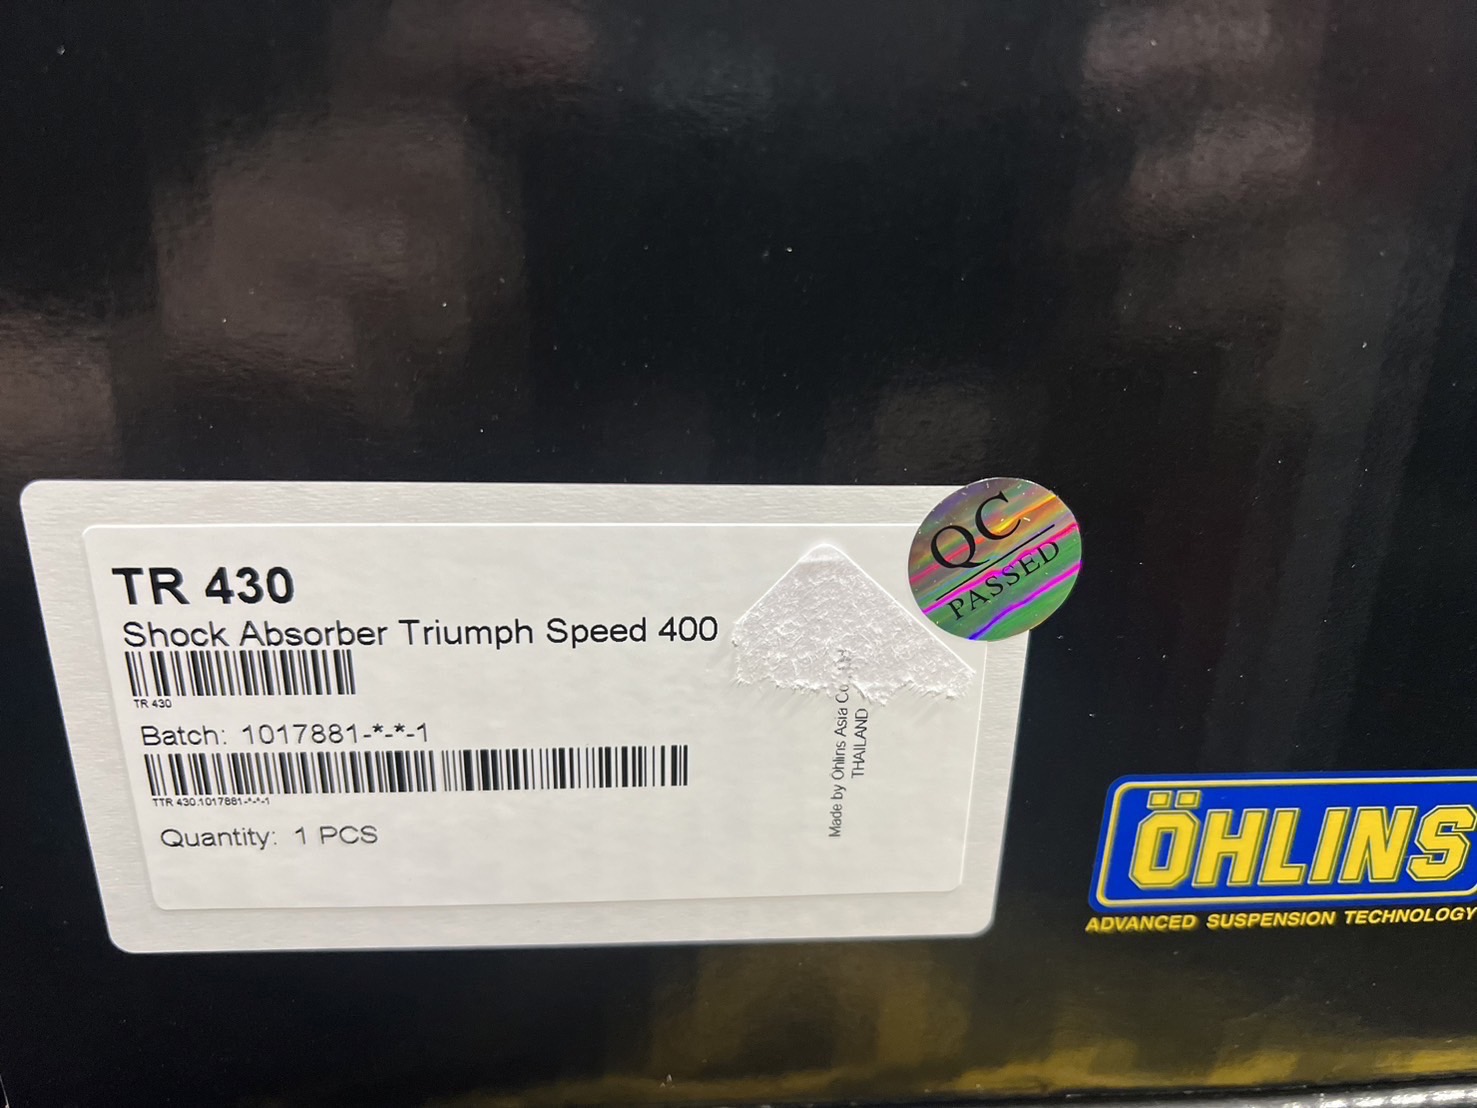 TR 430
Shock Absorber Triumph Speed 400
TR 430
Batch: 1017881-*-*-1
TTR 430.1017881-*-*-1
Quantity: 1 PCS
Made by Öhlins Asia Co
THAILAND
QC
PASSED
ÖHLINS
ADVANCED SUSPENSION TECHNOLOGY